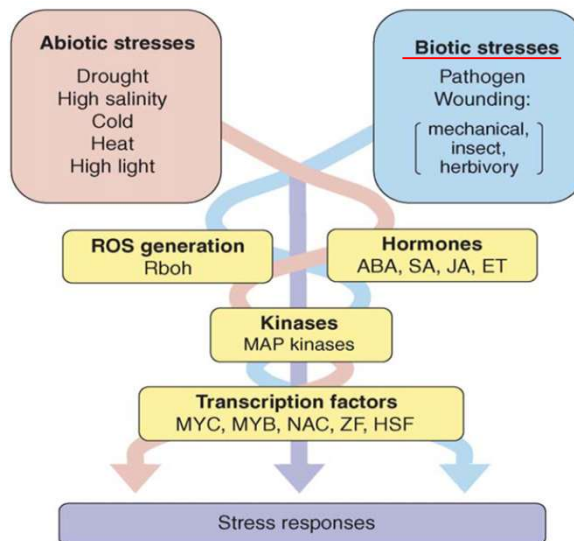 Abiotic stresses
Drought
High salinity
Cold
Heat
High light
Biotic stresses
Pathogen
Wounding:
mechanical,
insect,
herbivory
ROS generation
Rboh
Hormones
ABA, SA, JA, ET
Kinases
MAP kinases
Transcription factors
MYC, MYB, NAC, ZF, HSF
Stress responses